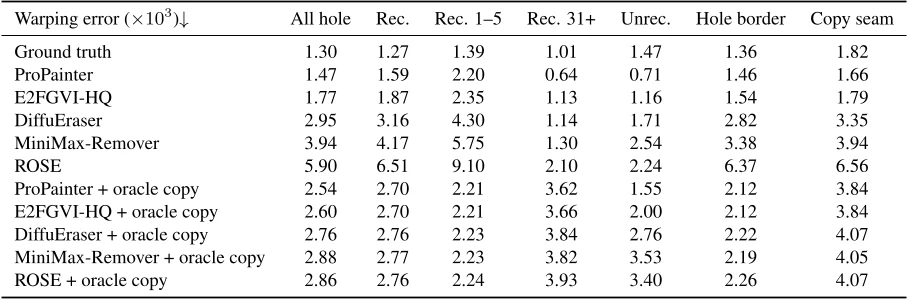 Warping error (×10³)↓ All hole Rec. Rec. 1–5 Rec. 31+ Unrec. Hole border Copy seam
Ground truth 1.30 1.27 1.39 1.01 1.47 1.36 1.82
ProPainter 1.47 1.59 2.20 0.64 0.71 1.46 1.66
E2FGVI-HQ 1.77 1.87 2.35 1.13 1.16 1.54 1.79
DiffuEraser 2.95 3.16 4.30 1.14 1.71 2.82 3.35
MiniMax-Remover 3.94 4.17 5.75 1.30 2.54 3.38 3.94
ROSE 5.90 6.51 9.10 2.10 2.24 6.37 6.56
ProPainter + oracle copy 2.54 2.70 2.21 3.62 1.55 2.12 3.84
E2FGVI-HQ + oracle copy 2.60 2.70 2.21 3.66 2.00 2.12 3.84
DiffuEraser + oracle copy 2.76 2.76 2.23 3.84 2.76 2.22 4.07
MiniMax-Remover + oracle copy 2.88 2.77 2.23 3.82 3.53 2.19 4.05
ROSE + oracle copy 2.86 2.76 2.24 3.93 3.40 2.26 4.07